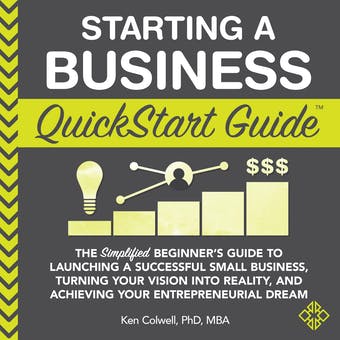 STARTING A
BUSINESS
QuickStart Guide™
$$$
THE Simplified BEGINNER'S GUIDE TO
LAUNCHING A SUCCESSFUL SMALL BUSINESS,
TURNING YOUR VISION INTO REALITY, AND
ACHIEVING YOUR ENTREPRENEURIAL DREAM
Ken Colwell, PhD, MBA